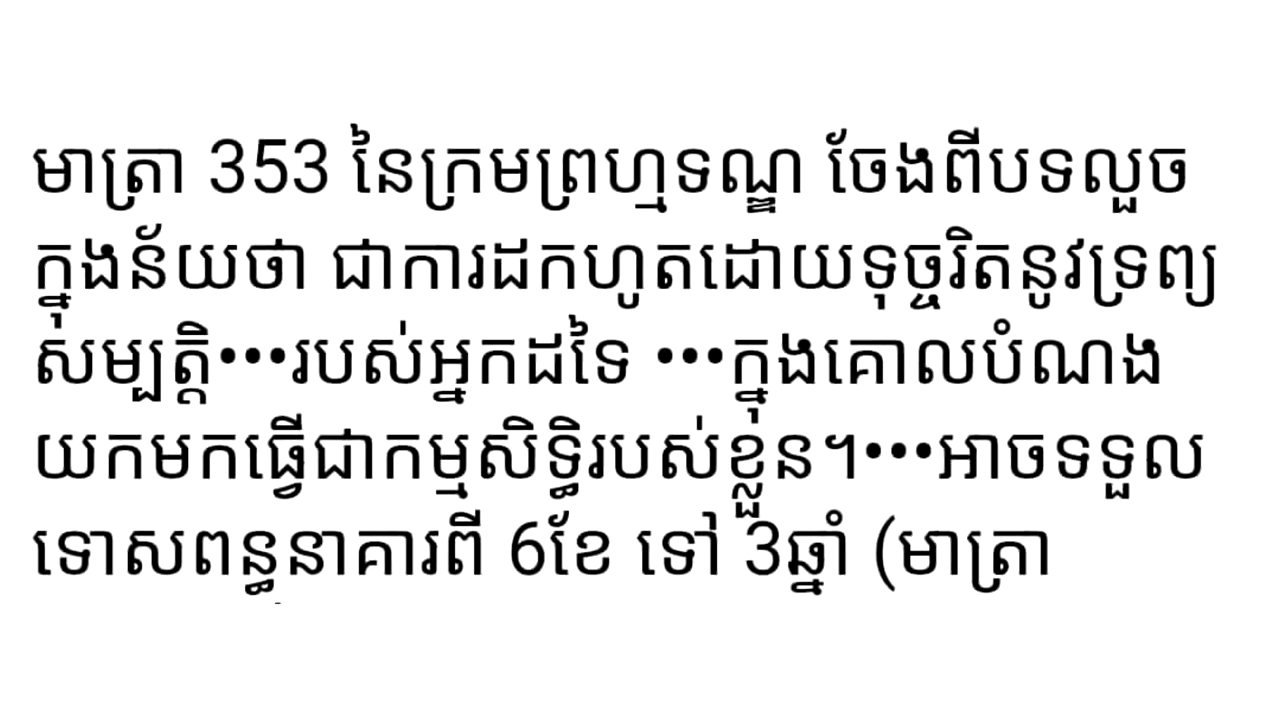 មាត្រា 353 នៃក្រមព្រហ្មទណ្ឌ ចែងពីបទលួច
ក្នុងន័យថា ជាការដកហូតដោយទុច្ចរិតនូវទ្រព្យ
សម្បត្តិ•••របស់អ្នកដទៃ •••ក្នុងគោលបំណង
យកមកធ្វើជាកម្មសិទ្ធិរបស់ខ្លួន។•••អាចទទួល
ទោសពន្ធនាគារពី 6ខែ ទៅ 3ឆ្នាំ (មាត្រា